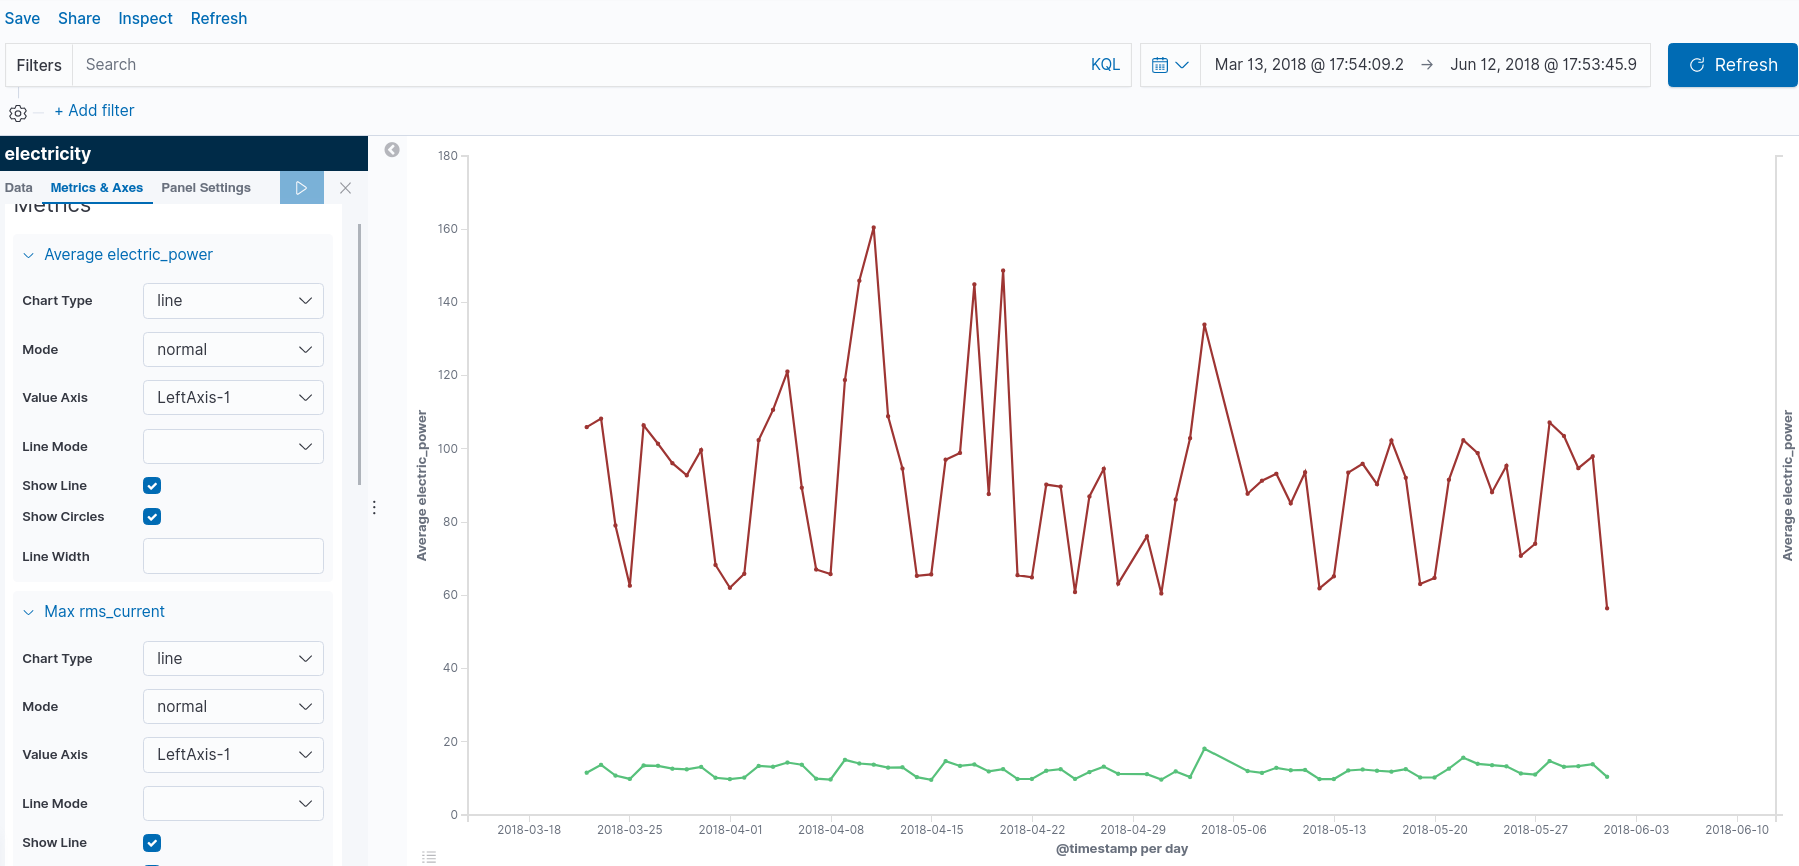 Save Share Inspect Refresh
Filters Search KQL Mar 13, 2018 @ 17:54:09.2 → Jun 12, 2018 @ 17:53:45.9 Refresh
+ Add filter
electricity
Data Metrics & Axes Panel Settings
Metrics
Average electric_power
Chart Type line
Mode normal
Value Axis LeftAxis-1
Line Mode
Show Line
Show Circles
Line Width
Max rms_current
Chart Type line
Mode normal
Value Axis LeftAxis-1
Line Mode
Show Line
Average electric_power
180
160
140
120
100
80
60
40
20
0
2018-03-18 2018-03-25 2018-04-01 2018-04-08 2018-04-15 2018-04-22 2018-04-29 2018-05-06 2018-05-13 2018-05-20 2018-05-27 2018-06-03 2018-06-10
@timestamp per day
Average electric_power